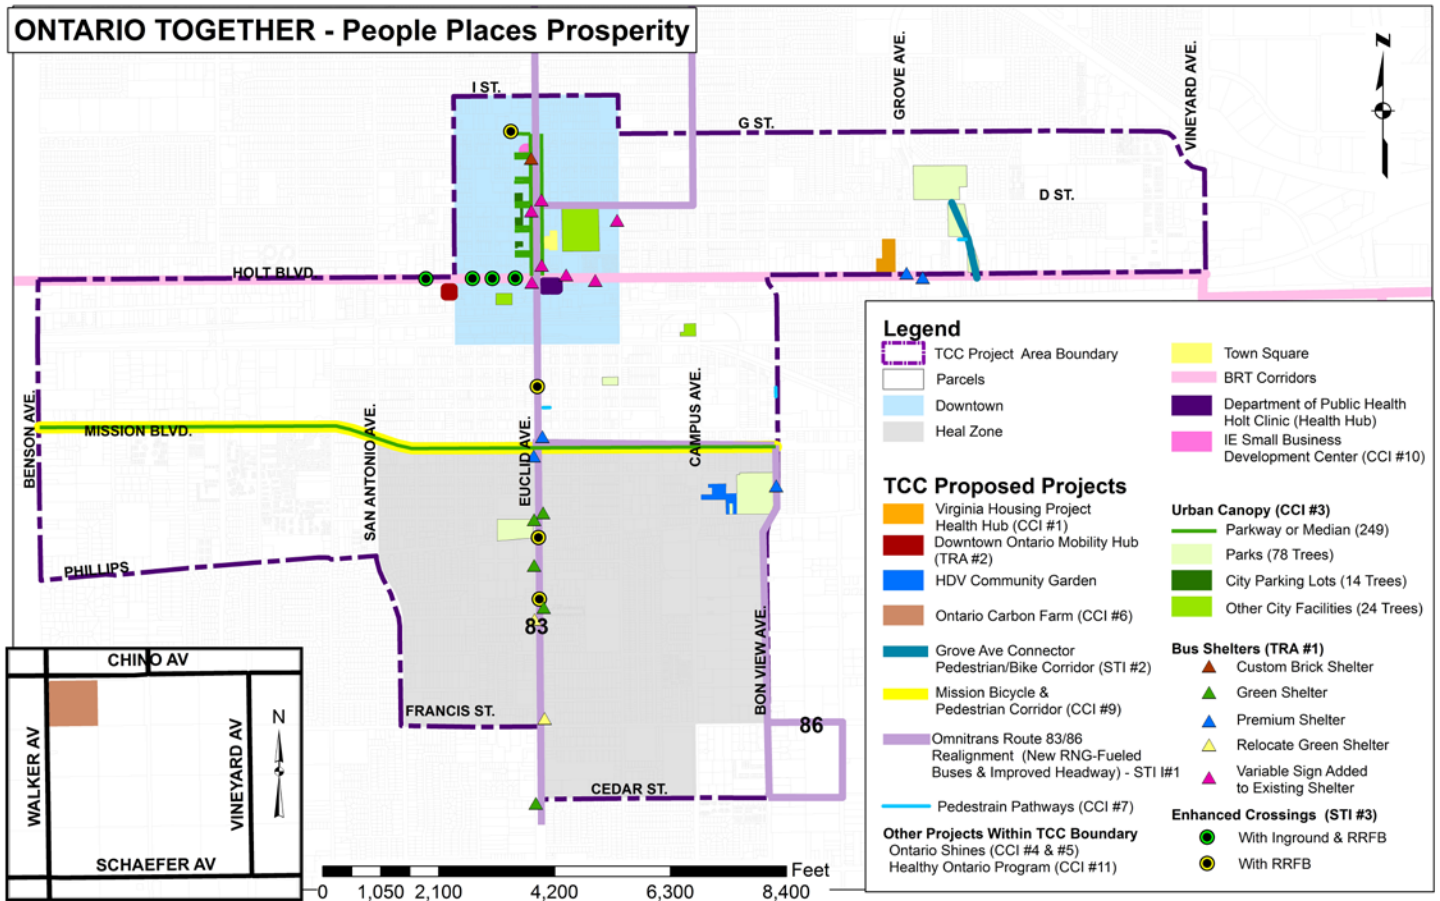 ONTARIO TOGETHER - People Places Prosperity
I ST.
G ST.
GROVE AVE.
VINEYARD AVE.
Z
D ST.
HOLT BLVD
BENSON AVE.
MISSION BLVD.
SAN ANTONIO AVE.
EUCLID AVE.
CAMPUS AVE.
PHILLIPS
83
FRANCIS ST.
BON VIEW AVE.
86
CEDAR ST.
CHINO AV
WALKER AV
VINEYARD AV
N
SCHAEFER AV
Feet
0 1,050 2,100 4,200 6,300 8,400
Legend
TCC Project Area Boundary
Parcels
Downtown
Heal Zone
Town Square
BRT Corridors
Department of Public Health
Holt Clinic (Health Hub)
IE Small Business
Development Center (CCI #10)
TCC Proposed Projects
Virginia Housing Project
Health Hub (CCI #1)
Downtown Ontario Mobility Hub
(TRA #2)
HDV Community Garden
Ontario Carbon Farm (CCI #6)
Grove Ave Connector
Pedestrian/Bike Corridor (STI #2)
Mission Bicycle &
Pedestrian Corridor (CCI #9)
Omnitrans Route 83/86
Realignment (New RNG-Fueled
Buses & Improved Headway) - STI I#1
Pedestrain Pathways (CCI #7)
Other Projects Within TCC Boundary
Ontario Shines (CCI #4 & #5)
Healthy Ontario Program (CCI #11)
Urban Canopy (CCI #3)
Parkway or Median (249)
Parks (78 Trees)
City Parking Lots (14 Trees)
Other City Facilities (24 Trees)
Bus Shelters (TRA #1)
Custom Brick Shelter
Green Shelter
Premium Shelter
Relocate Green Shelter
Variable Sign Added
to Existing Shelter
Enhanced Crossings (STI #3)
With Inground & RRFB
With RRFB